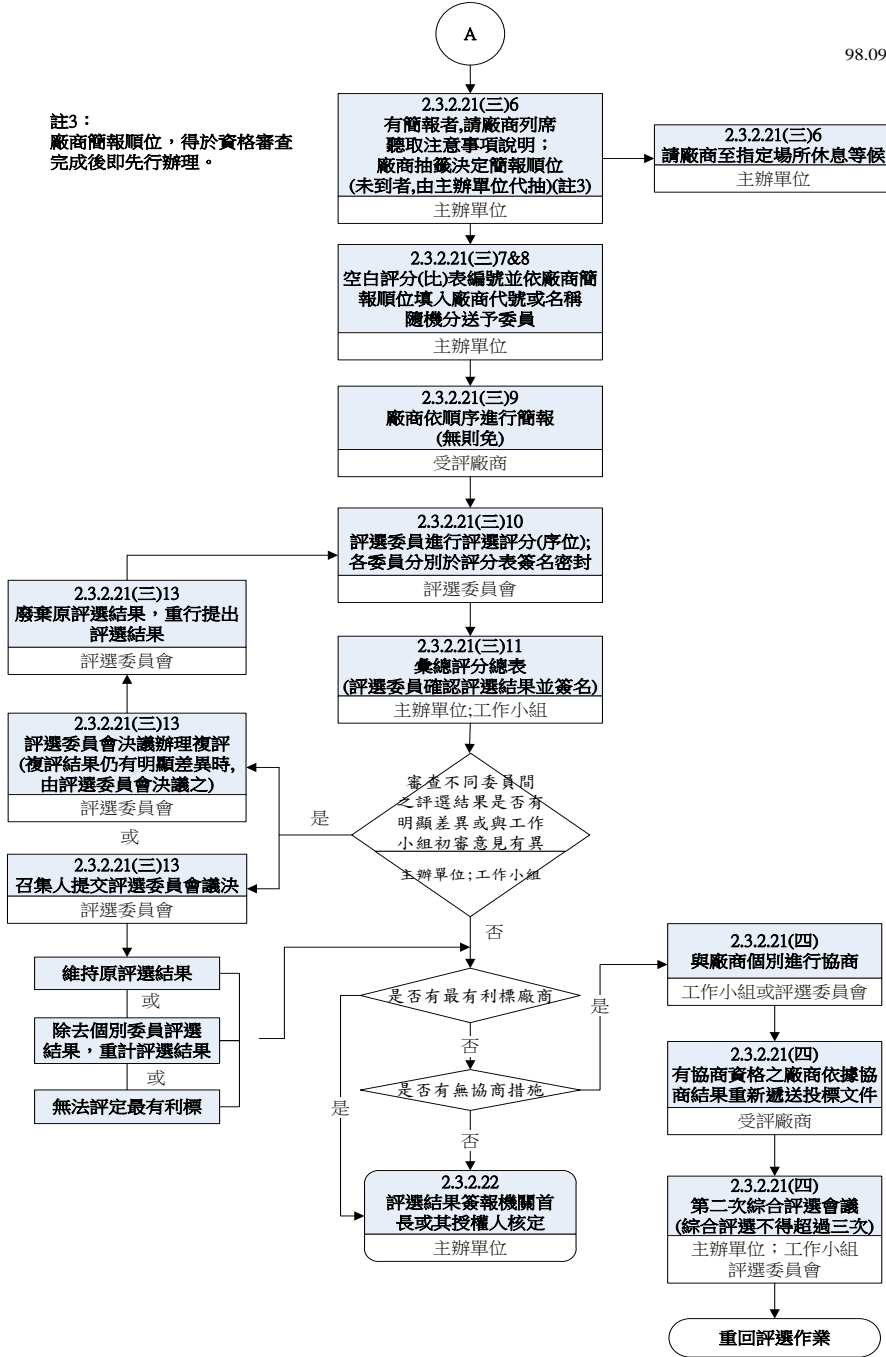 A
98.09
註3：
廠商簡報順位，得於資格審查
完成後即先行辦理。
2.3.2.21(三)6
有簡報者,請廠商列席
聽取注意事項說明；
廠商抽籤決定簡報順位
(未到者,由主辦單位代抽)(註3)
主辦單位
2.3.2.21(三)6
請廠商至指定場所休息等候
主辦單位
2.3.2.21(三)7&8
空白評分(比)表編號並依廠商簡
報順位填入廠商代號或名稱
隨機分送予委員
主辦單位
2.3.2.21(三)9
廠商依順序進行簡報
(無則免)
受評廠商
2.3.2.21(三)10
評選委員進行評選評分(序位);
各委員分別於評分表簽名密封
評選委員會
2.3.2.21(三)13
廢棄原評選結果，重行提出
評選結果
評選委員會
2.3.2.21(三)11
彙總評分總表
(評選委員確認評選結果並簽名)
主辦單位;工作小組
2.3.2.21(三)13
評選委員會決議辦理複評
(複評結果仍有明顯差異時,
由評選委員會決議之)
評選委員會
或
是
審查不同委員間
之評選結果是否有
明顯差異或與工作
小組初審意見有異
主辦單位;工作小組
2.3.2.21(三)13
召集人提交評選委員會議決
評選委員會
否
維持原評選結果
或
除去個別委員評選
結果，重計評選結果
或
無法評定最有利標
是否有最有利標廠商
是
否
是否有無協商措施
是
否
2.3.2.22
評選結果簽報機關首
長或其授權人核定
主辦單位
2.3.2.21(四)
與廠商個別進行協商
工作小組或評選委員會
2.3.2.21(四)
有協商資格之廠商依據協
商結果重新遞送投標文件
受評廠商
2.3.2.21(四)
第二次綜合評選會議
(綜合評選不得超過三次)
主辦單位；工作小組
評選委員會
重回評選作業